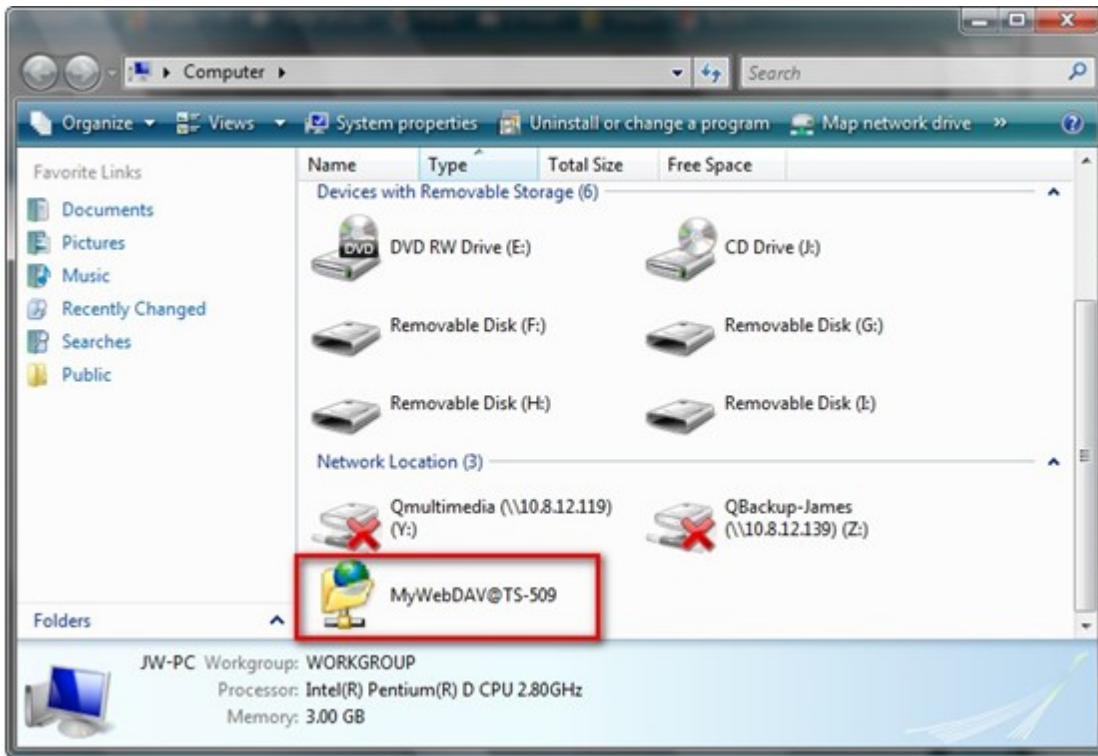 Computer
Search
Organize Views System properties Uninstall or change a program Map network drive »
Favorite Links
Documents
Pictures
Music
Recently Changed
Searches
Public
Folders
Name Type Total Size Free Space
Devices with Removable Storage (6)
DVD
DVD RW Drive (E:)
CD Drive (J:)
Removable Disk (F:)
Removable Disk (G:)
Removable Disk (H:)
Removable Disk (I:)
Network Location (3)
Qmultimedia (\\10.8.12.119)
(Y:)
QBackup-James
(\\10.8.12.139) (Z:)
MyWebDAV@TS-509
JW-PC Workgroup: WORKGROUP
Processor: Intel(R) Pentium(R) D CPU 2.80GHz
Memory: 3.00 GB